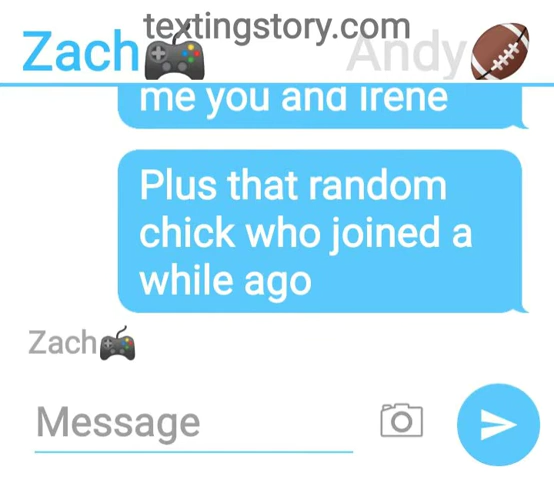 textingstory.com
Zach🎮 Andy🏈
me you and Irene
Plus that random
chick who joined a
while ago
Zach🎮
Message